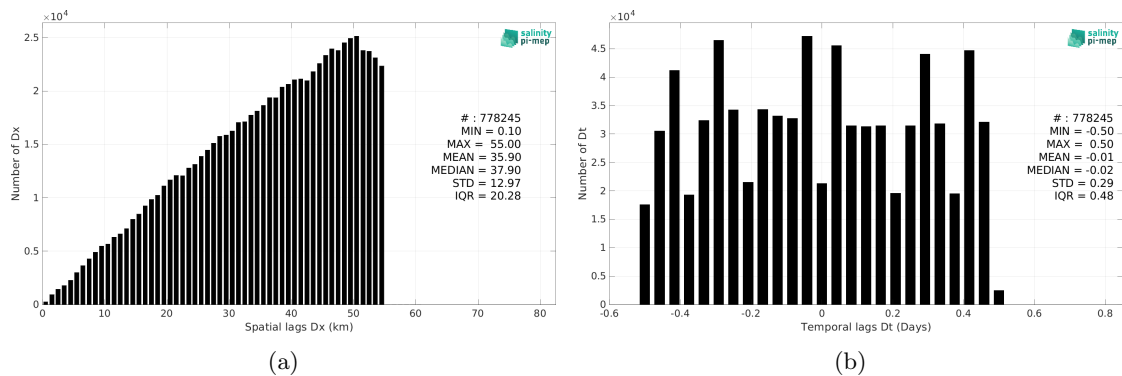 ×10⁴
2.5
2
1.5
1
0.5
0
Number of Dx
salinity
pi-mep
# : 778245
MIN = 0.10
MAX = 55.00
MEAN = 35.90
MEDIAN = 37.90
STD = 12.97
IQR = 20.28
0 10 20 30 40 50 60 70 80
Spatial lags Dx (km)
(a)
×10⁴
4.5
4
3.5
3
2.5
2
1.5
1
0.5
0
Number of Dt
salinity
pi-mep
# : 778245
MIN = -0.50
MAX = 0.50
MEAN = -0.01
MEDIAN = -0.02
STD = 0.29
IQR = 0.48
-0.6 -0.4 -0.2 0 0.2 0.4 0.6 0.8
Temporal lags Dt (Days)
(b)